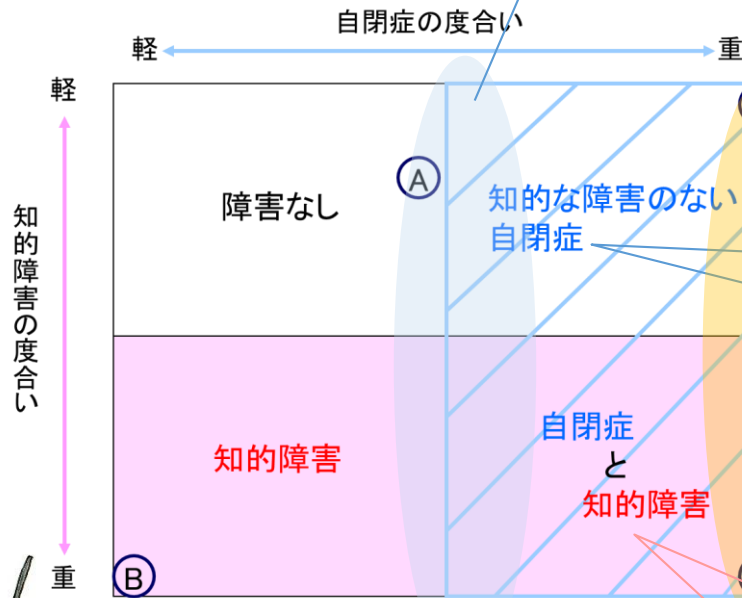 自閉症の度合い
軽
重
軽
知的障害の度合い
重
障害なし
A
知的な障害のない
自閉症
知的障害
自閉症
と
知的障害
B